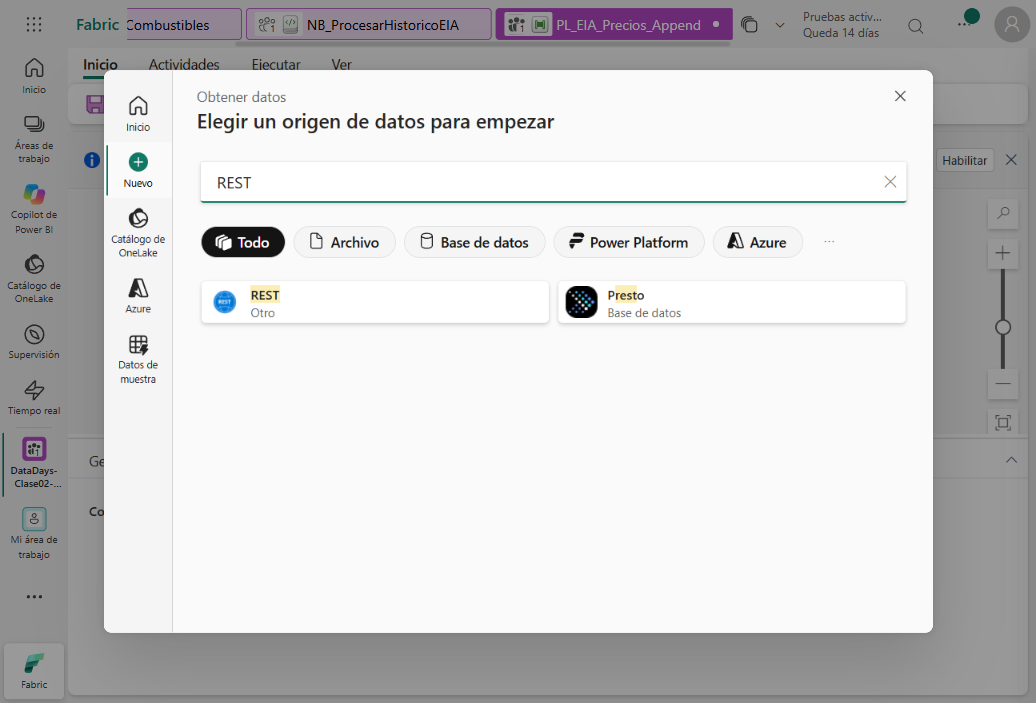 Fabric
Combustibles
NB_ProcesarHistoricoEIA
PL_EIA_Precios_Append
Pruebas activ...
Queda 14 días
Inicio
Áreas de
trabajo
Copilot de
Power BI
Catálogo de
OneLake
Supervisión
Tiempo real
DataDays-
Clase02-...
Mi área de
trabajo
Fabric
Inicio
Actividades
Ejecutar
Ver
Habilitar
Ge
Co
Inicio
Nuevo
Catálogo de
OneLake
Azure
Datos de
muestra
Obtener datos
Elegir un origen de datos para empezar
REST
Todo
Archivo
Base de datos
Power Platform
Azure
...
REST
REST
Otro
Presto
Base de datos